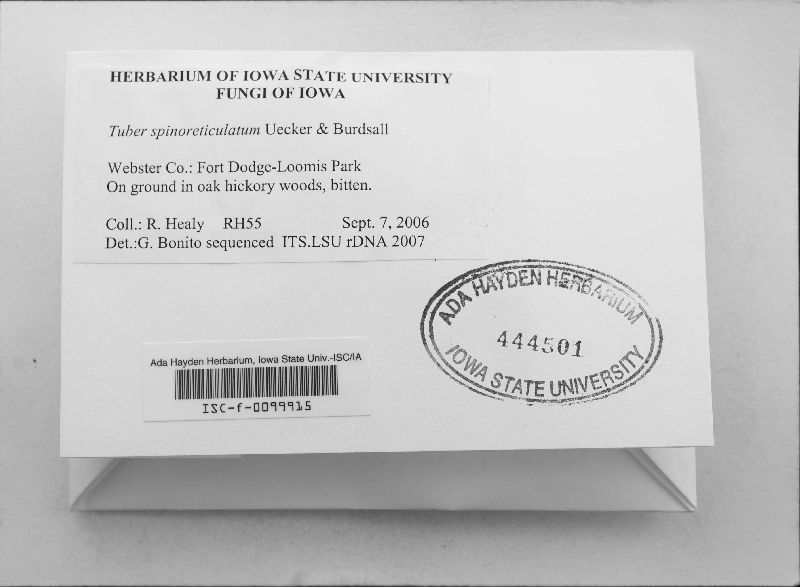 HERBARIUM OF IOWA STATE UNIVERSITY
FUNGI OF IOWA
Tuber spinoreticulatum Uecker & Burdsall
Webster Co.: Fort Dodge-Loomis Park
On ground in oak hickory woods, bitten.
Coll.: R. Healy RH55 Sept. 7, 2006
Det.:G. Bonito sequenced ITS.LSU rDNA 2007
ADA HAYDEN HERBARIUM
444501
IOWA STATE UNIVERSITY
Ada Hayden Herbarium, Iowa State Univ.-ISC/IA
ISC-f-0099915